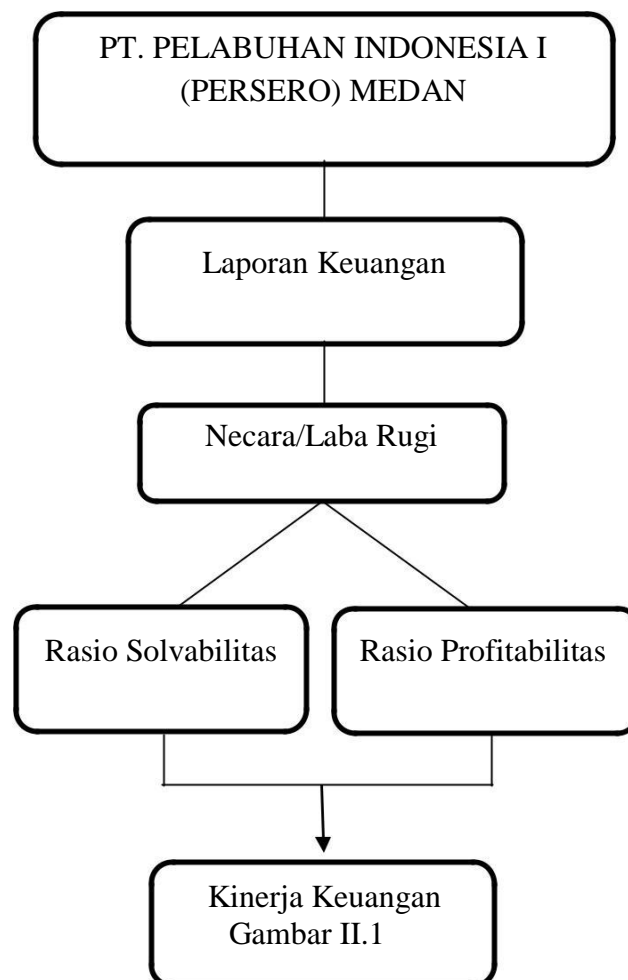 PT. PELABUHAN INDONESIA I
(PERSERO) MEDAN
Laporan Keuangan
Necara/Laba Rugi
Rasio Solvabilitas
Rasio Profitabilitas
Kinerja Keuangan
Gambar II.1